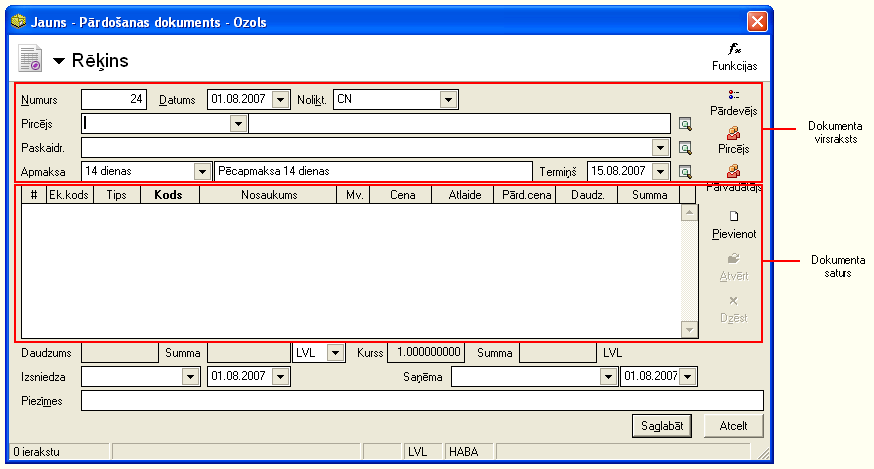 Jauns - Pārdošanas dokuments - Ozols
Rēķins
Funkcijas
Numurs 24 Datums 01.08.2007 Nolikt. CN
Pārdevējs
Pircējs
Pircējs
Paskaidr.
Apmaksa 14 dienas Pēcapmaksa 14 dienas Termiņš 15.08.2007
Pārvadātājs
Dokumenta
virsraksts
# Ek.kods Tips Kods Nosaukums Mv. Cena Atlaide Pārd.cena Daudz. Summa
Pievienot
Atvērt
Dzēst
Dokumenta
saturs
Daudzums Summa LVL Kurss 1.000000000 Summa LVL
Izsniedza 01.08.2007 Saņēma 01.08.2007
Piezīmes
Saglabāt Atcelt
0 ierakstu LVL HABA